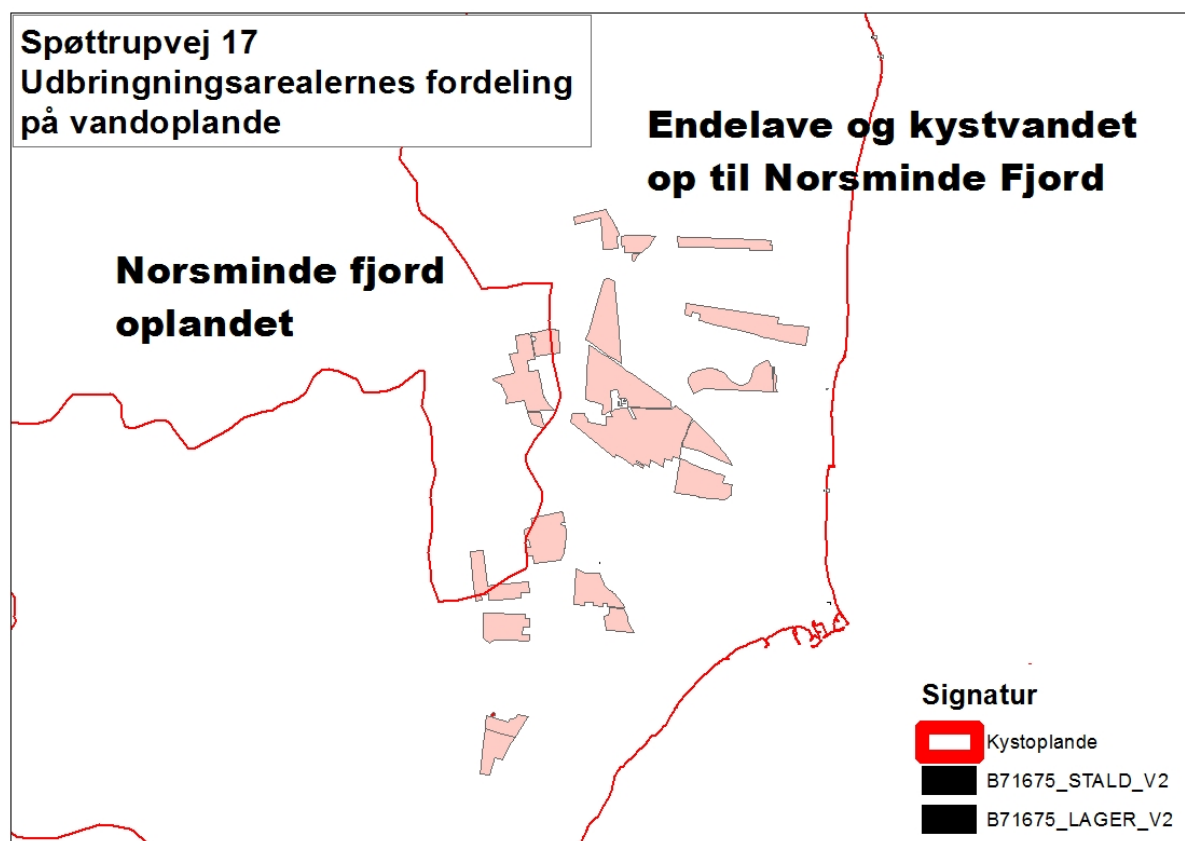 Spøttrupvej 17
Udbringningsarealernes fordeling
på vandoplande
Endelave og kystvandet
op til Norsminde Fjord
Norsminde fjord
oplandet
Signatur
Kystoplande
B71675_STALD_V2
B71675_LAGER_V2